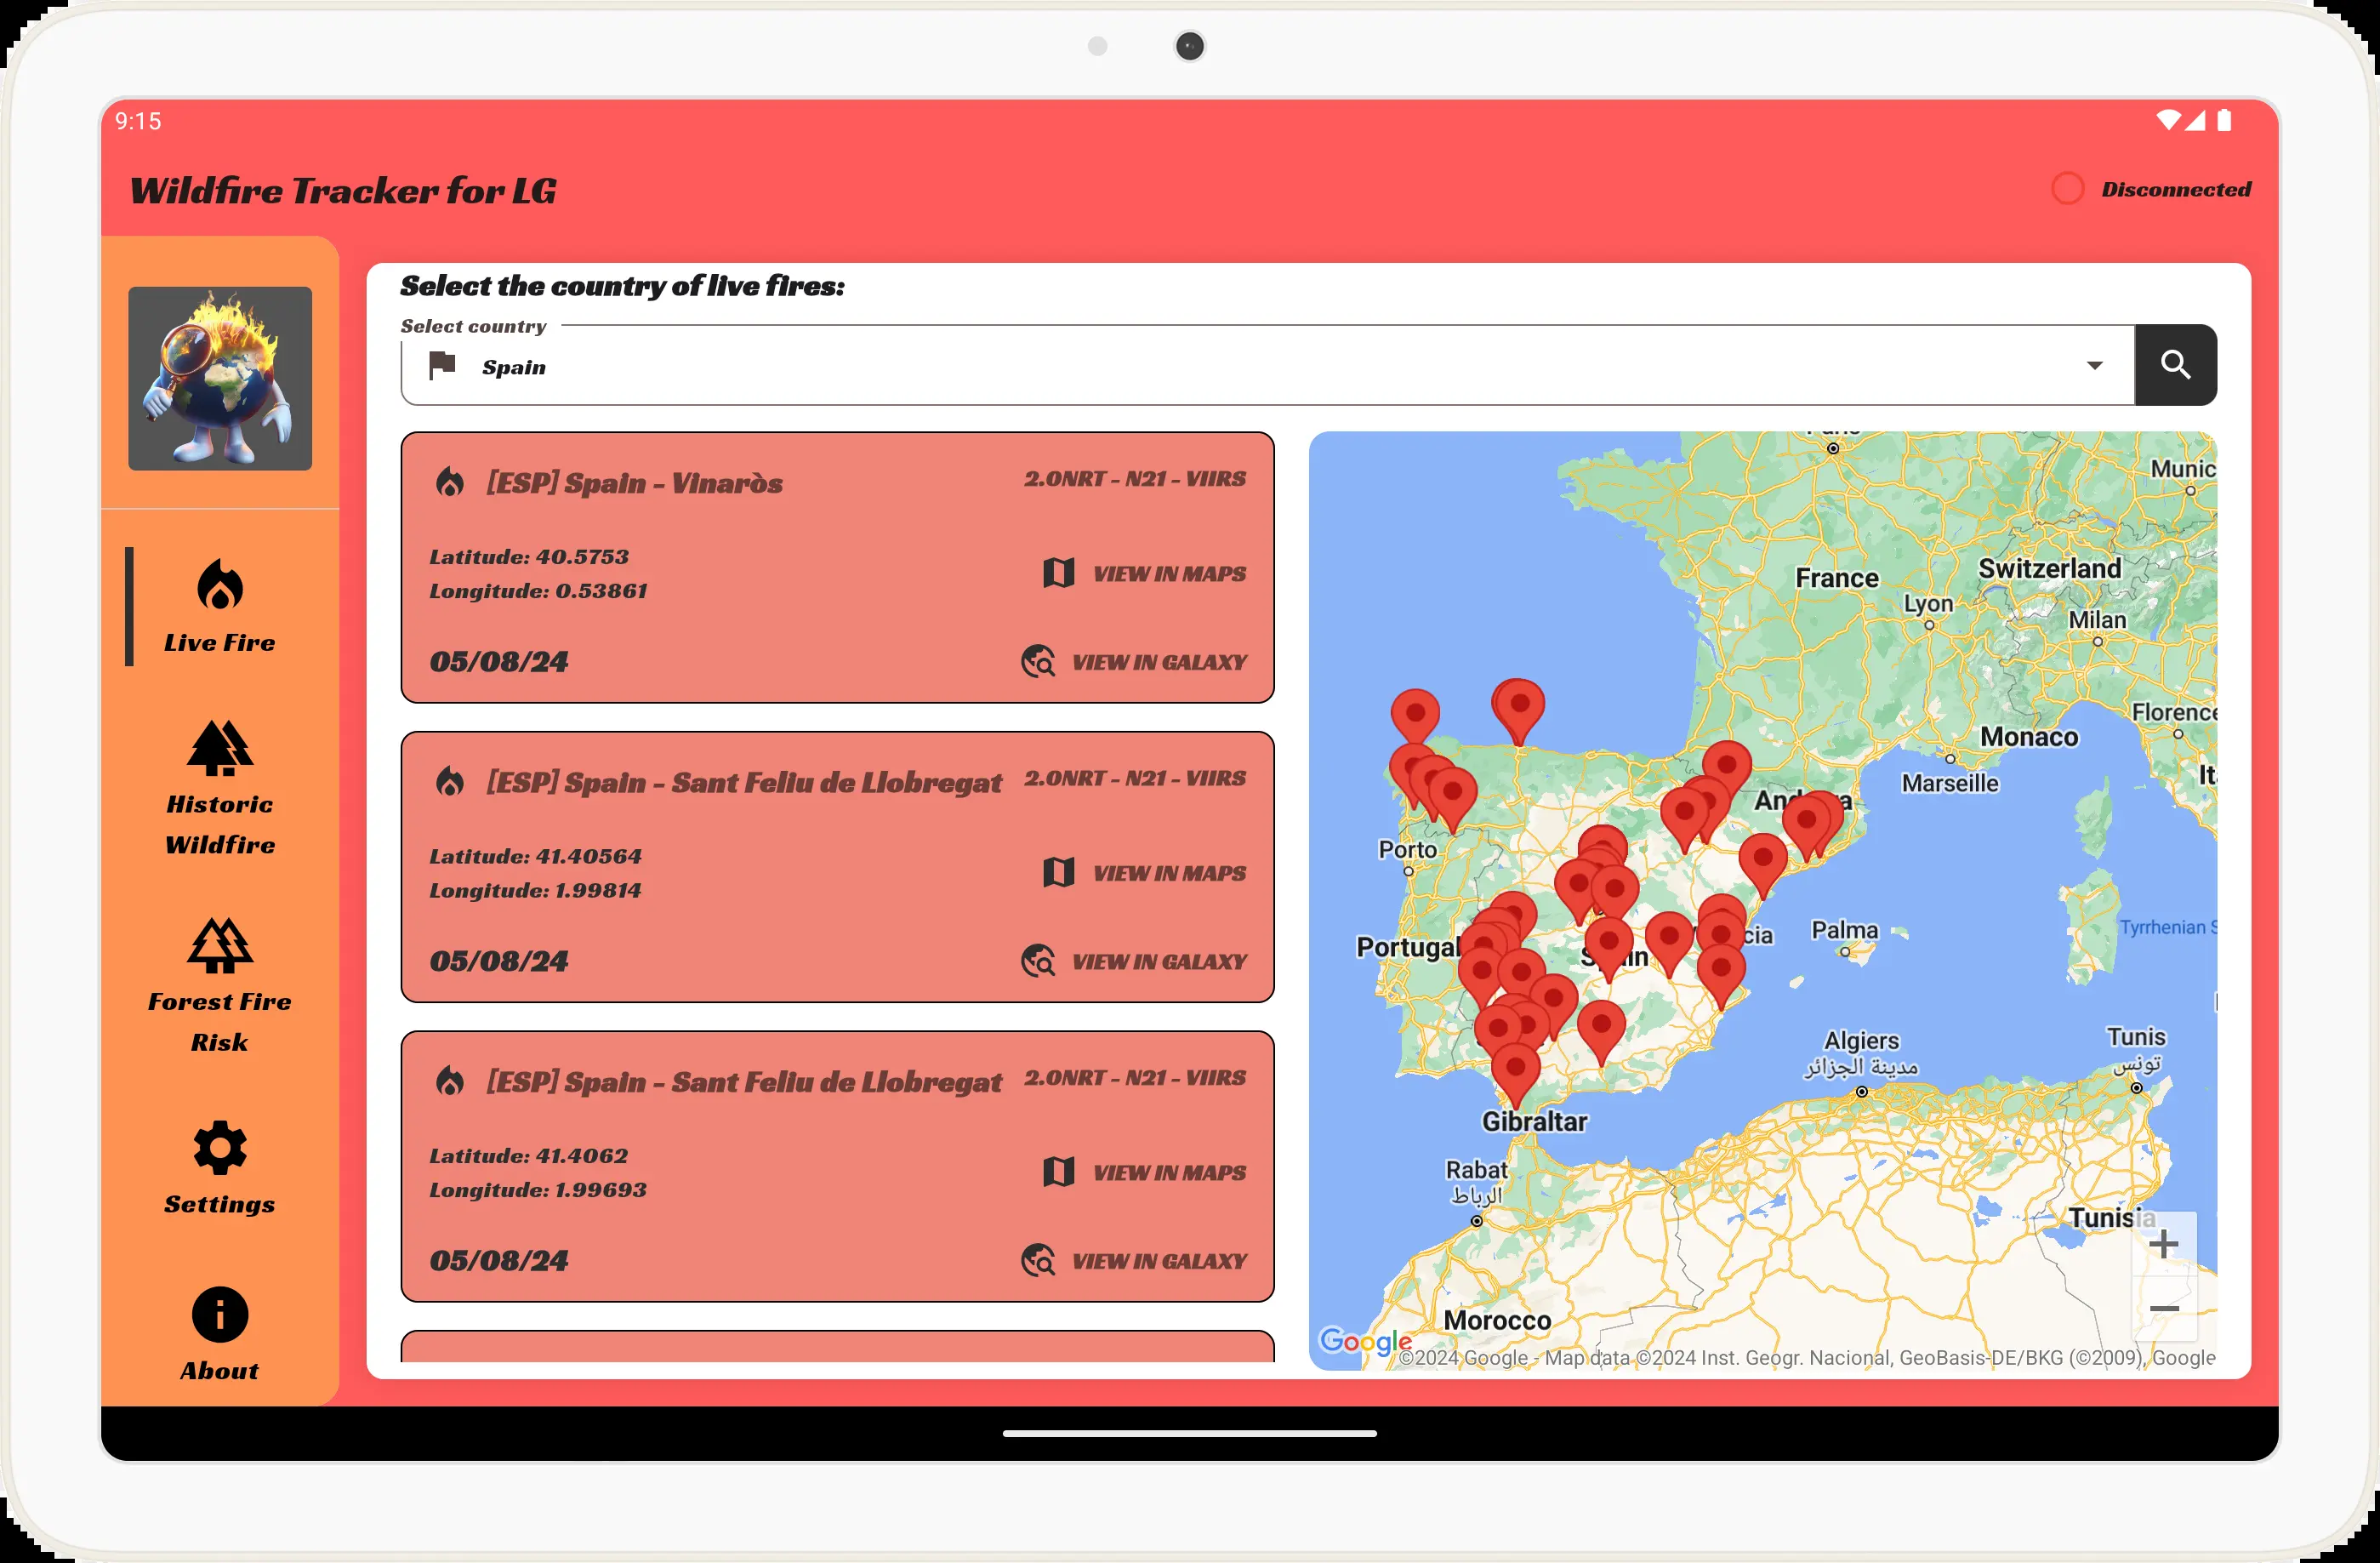 9:15
Wildfire Tracker for LG
Disconnected
Live Fire
Historic
Wildfire
Forest Fire
Risk
Settings
About
Select the country of live fires:
Select country
Spain
[ESP] Spain - Vinaròs
2.0NRT - N21 - VIIRS
Latitude: 40.5753
Longitude: 0.53861
VIEW IN MAPS
05/08/24
VIEW IN GALAXY
[ESP] Spain - Sant Feliu de Llobregat
2.0NRT - N21 - VIIRS
Latitude: 41.40564
Longitude: 1.99814
VIEW IN MAPS
05/08/24
VIEW IN GALAXY
[ESP] Spain - Sant Feliu de Llobregat
2.0NRT - N21 - VIIRS
Latitude: 41.4062
Longitude: 1.99693
VIEW IN MAPS
05/08/24
VIEW IN GALAXY
Munic
France
Switzerland
Lyon
Milan
Florence
Monaco
Marseille
It
Porto
Palma
Tyrrhenian S
Portugal
Algiers
مدينة الجزائر
Tunis
تونس
Gibraltar
Rabat
الرباط
Tunisia
Morocco
Google
©2024 Google - Map data ©2024 Inst. Geogr. Nacional, GeoBasis-DE/BKG (©2009), Google